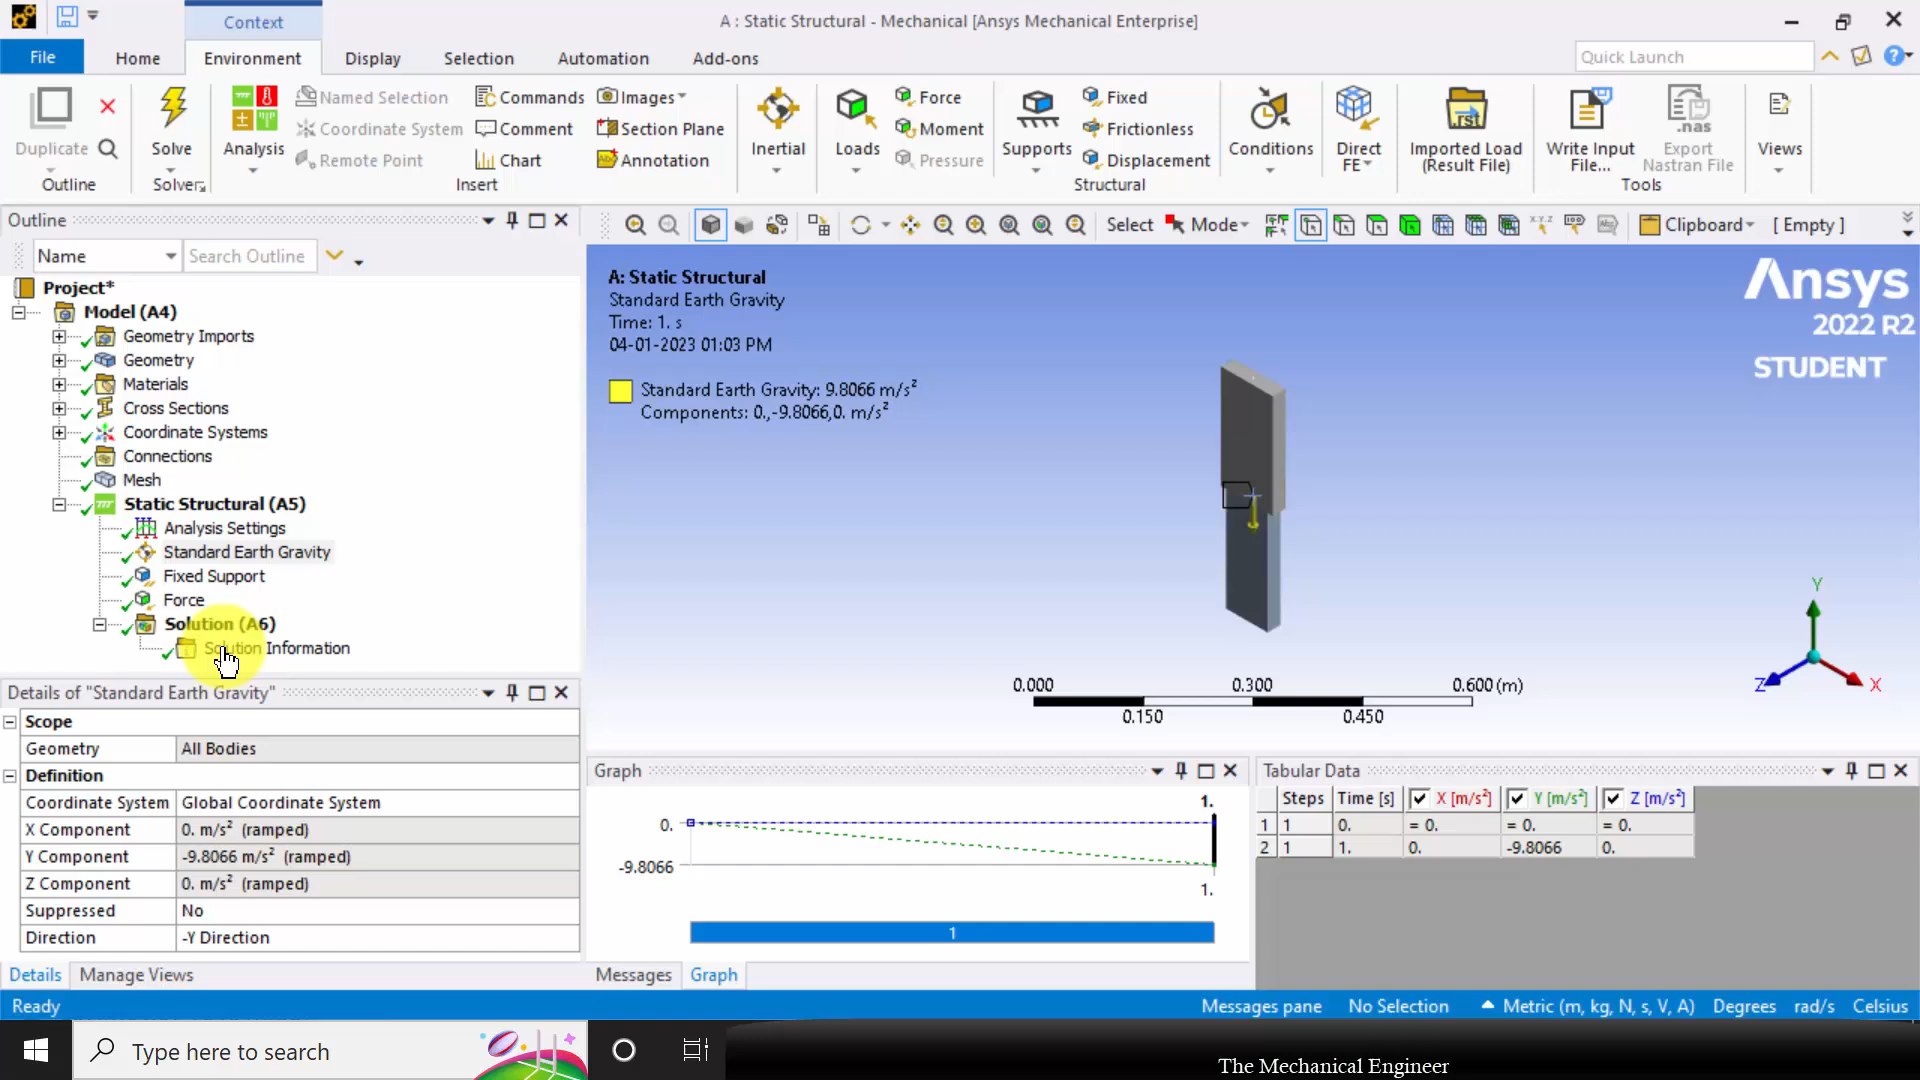 Context
A : Static Structural - Mechanical [Ansys Mechanical Enterprise]
File
Home
Environment
Display
Selection
Automation
Add-ons
Quick Launch
Duplicate
Outline
Solve
Solver
Analysis
Named Selection
Coordinate System
Remote Point
Commands
Comment
Chart
Images
Section Plane
Annotation
Insert
Inertial
Loads
Force
Moment
Pressure
Supports
Fixed
Frictionless
Displacement
Structural
Conditions
Direct
FE
.rst
Imported Load
(Result File)
Write Input
File...
.nas
Export
Nastran File
Tools
Views
Outline
Name
Search Outline
Select
Mode
Clipboard
[ Empty ]
Project*
Model (A4)
Geometry Imports
Geometry
Materials
Cross Sections
Coordinate Systems
Connections
Mesh
Static Structural (A5)
Analysis Settings
Standard Earth Gravity
Fixed Support
Force
Solution (A6)
Solution Information
A: Static Structural
Standard Earth Gravity
Time: 1. s
04-01-2023 01:03 PM
Standard Earth Gravity: 9.8066 m/s²
Components: 0.,-9.8066,0. m/s²
Ansys
2022 R2
STUDENT
Y
Z
X
0.000
0.300
0.600 (m)
0.150
0.450
Details of "Standard Earth Gravity"
Scope
Geometry All Bodies
Definition
Coordinate System Global Coordinate System
X Component 0. m/s² (ramped)
Y Component -9.8066 m/s² (ramped)
Z Component 0. m/s² (ramped)
Suppressed No
Direction -Y Direction
Details
Manage Views
Graph
1.
0.
-9.8066
1.
1
Messages
Graph
Tabular Data
Steps Time [s] X [m/s²] Y [m/s²] Z [m/s²]
1 1 0. = 0. = 0. = 0.
2 1 1. 0. -9.8066 0.
Ready
Messages pane
No Selection
Metric (m, kg, N, s, V, A)
Degrees
rad/s
Celsius
Type here to search
The Mechanical Engineer